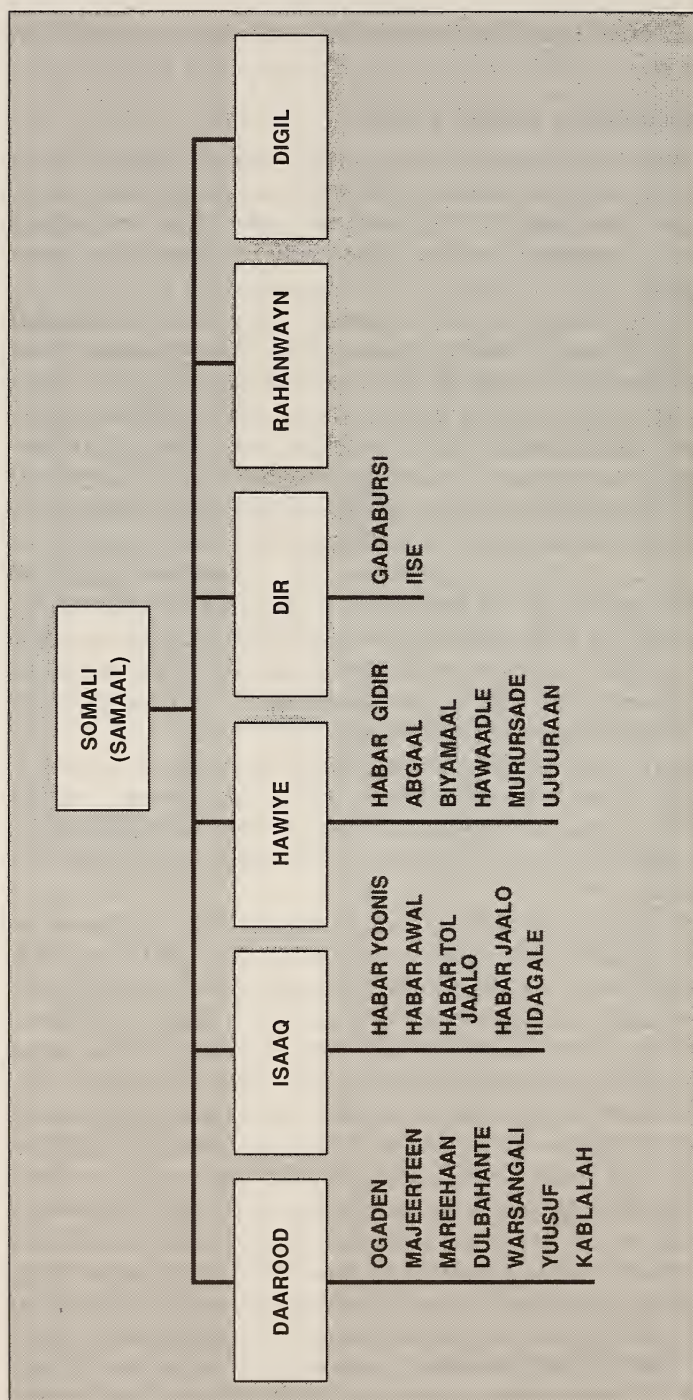 SOMALI
(SAMAAL)
DAAROOD
ISAAQ
HAWIYE
DIR
RAHANWAYN
DIGIL
OGADEN
MAJEERTEEN
MAREEHAAN
DULBAHANTE
WARSANGALI
YUUSUF
KABLALAH
HABAR YOONIS
HABAR AWAL
HABAR TOL
JAALO
HABAR JAALO
IIDAGALE
HABAR GIDIR
ABGAAL
BIYAMAAL
HAWAADLE
MURURSADE
UJUURAAN
GADABURSI
IISE